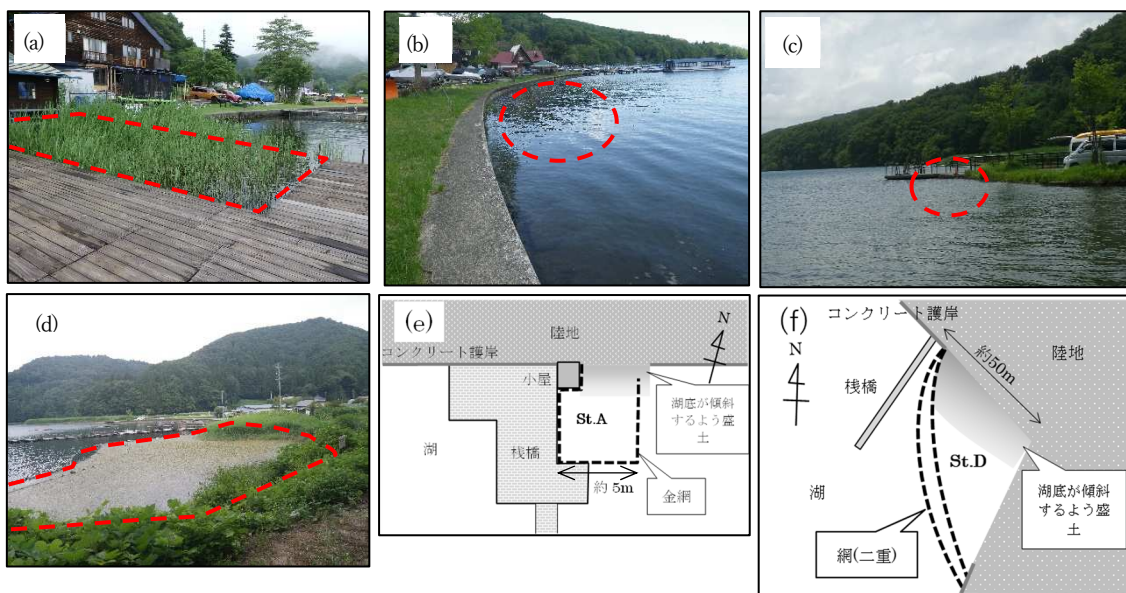 (a)
(b)
(c)
(d)
(e)
N
陸地
コンクリート護岸
小屋
St.A
湖底が傾斜
するよう盛
土
湖
桟橋
約 5m
金網
(f)
コンクリート護岸
N
陸地
約50m
桟橋
St.D
湖
湖底が傾斜
するよう盛
土
網(二重)